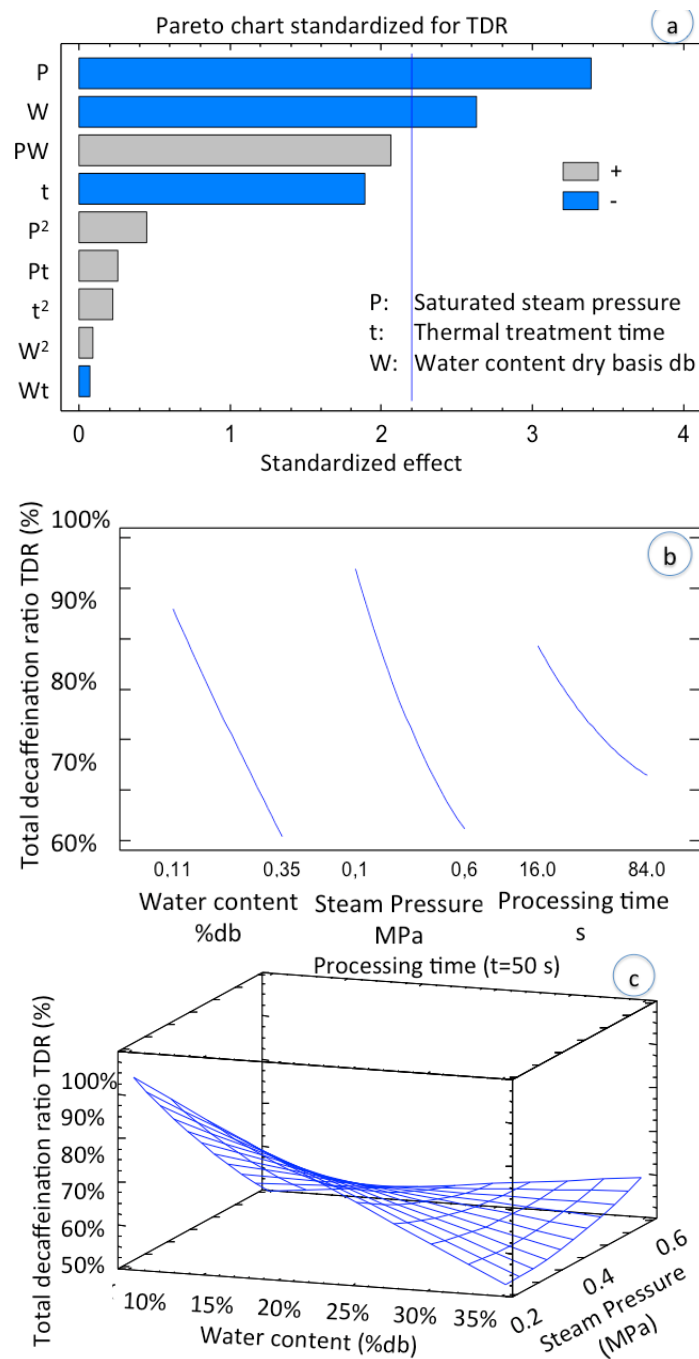 Pareto chart standardized for TDR
a
P
W
PW
t
P²
Pt
t²
W²
Wt
+
-
P: Saturated steam pressure
t: Thermal treatment time
W: Water content dry basis db
0 1 2 3 4
Standardized effect
b
Total decaffeination ratio TDR (%)
100%
90%
80%
70%
60%
0.11 0.35 0,1 0,6 16.0 84.0
Water content Steam Pressure Processing time
%db MPa s
Processing time (t=50 s)
c
Total decaffeination ratio TDR (%)
100%
90%
80%
70%
60%
50%
10% 15% 20% 25% 30% 35%
Water content (%db)
0.2 0.4 0.6
Steam Pressure
(MPa)